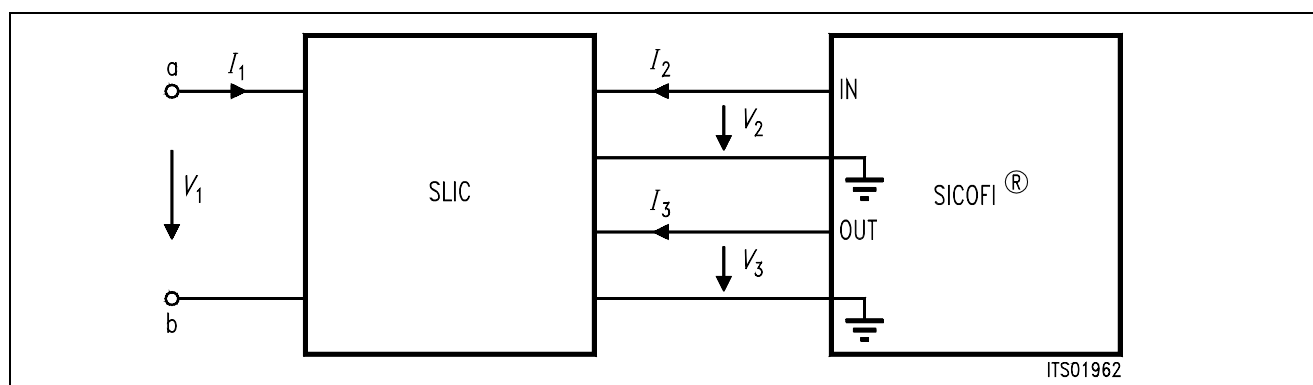 a
I1
I2
IN
V2
V1
SLIC
SICOFI®
I3
OUT
V3
b
ITS01962